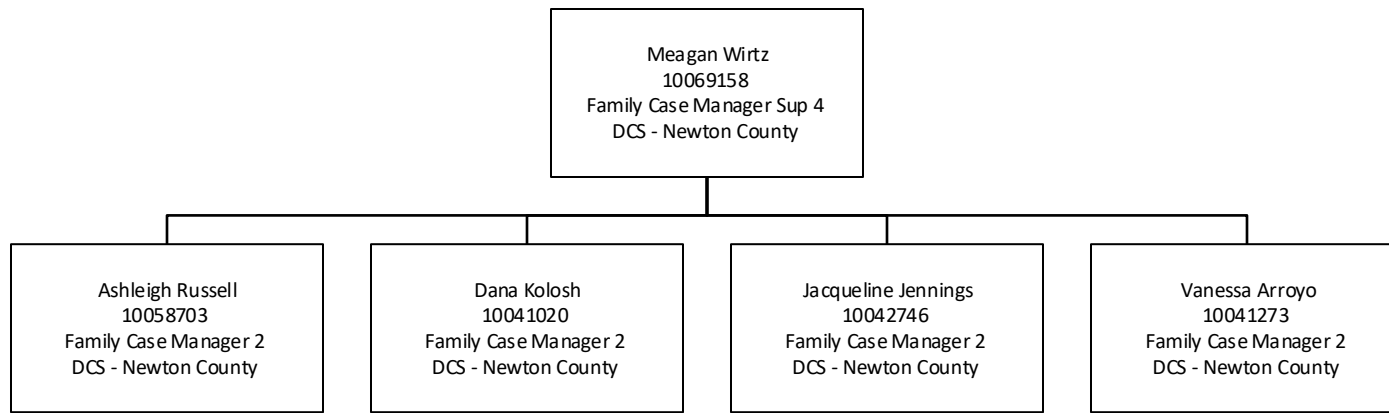 Meagan Wirtz
10069158
Family Case Manager Sup 4
DCS - Newton County
Ashleigh Russell
10058703
Family Case Manager 2
DCS - Newton County
Dana Kolosh
10041020
Family Case Manager 2
DCS - Newton County
Jacqueline Jennings
10042746
Family Case Manager 2
DCS - Newton County
Vanessa Arroyo
10041273
Family Case Manager 2
DCS - Newton County